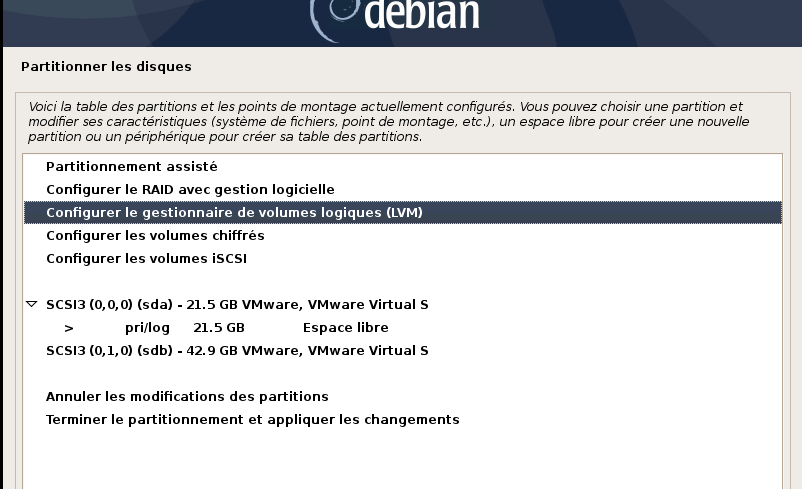 debian
Partitionner les disques
Voici la table des partitions et les points de montage actuellement configurés. Vous pouvez choisir une partition et
modifier ses caractéristiques (système de fichiers, point de montage, etc.), un espace libre pour créer une nouvelle
partition ou un périphérique pour créer sa table des partitions.
Partitionnement assisté
Configurer le RAID avec gestion logicielle
Configurer le gestionnaire de volumes logiques (LVM)
Configurer les volumes chiffrés
Configurer les volumes iSCSI
SCSI3 (0,0,0) (sda) - 21.5 GB VMware, VMware Virtual S
> pri/log 21.5 GB Espace libre
SCSI3 (0,1,0) (sdb) - 42.9 GB VMware, VMware Virtual S
Annuler les modifications des partitions
Terminer le partitionnement et appliquer les changements